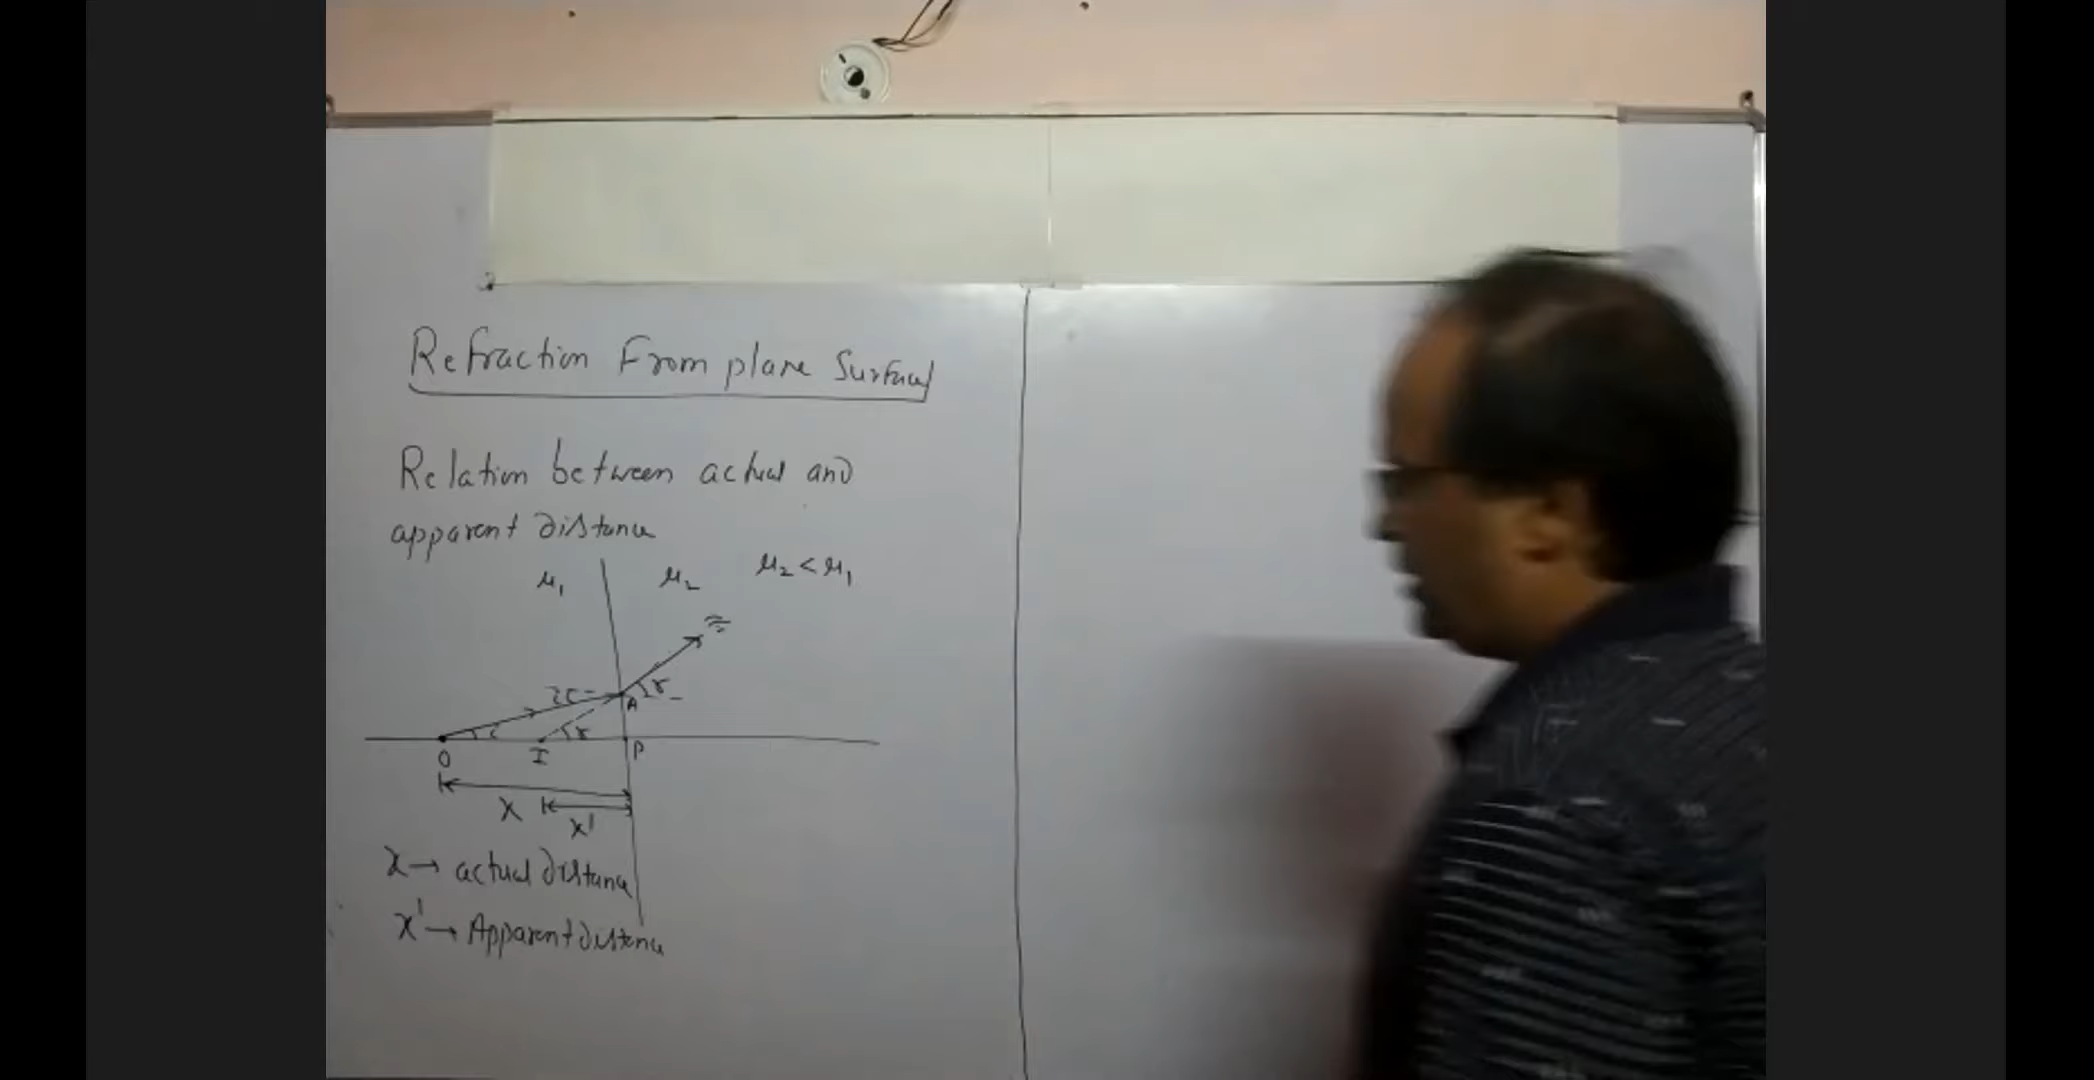 Refraction From plane Surface
Relation between actual and
apparent distance
μ₁ μ₂ μ₂ < μ₁
i r
A
i r
O I P
x
x'
x → actual distance
x' → Apparent distance